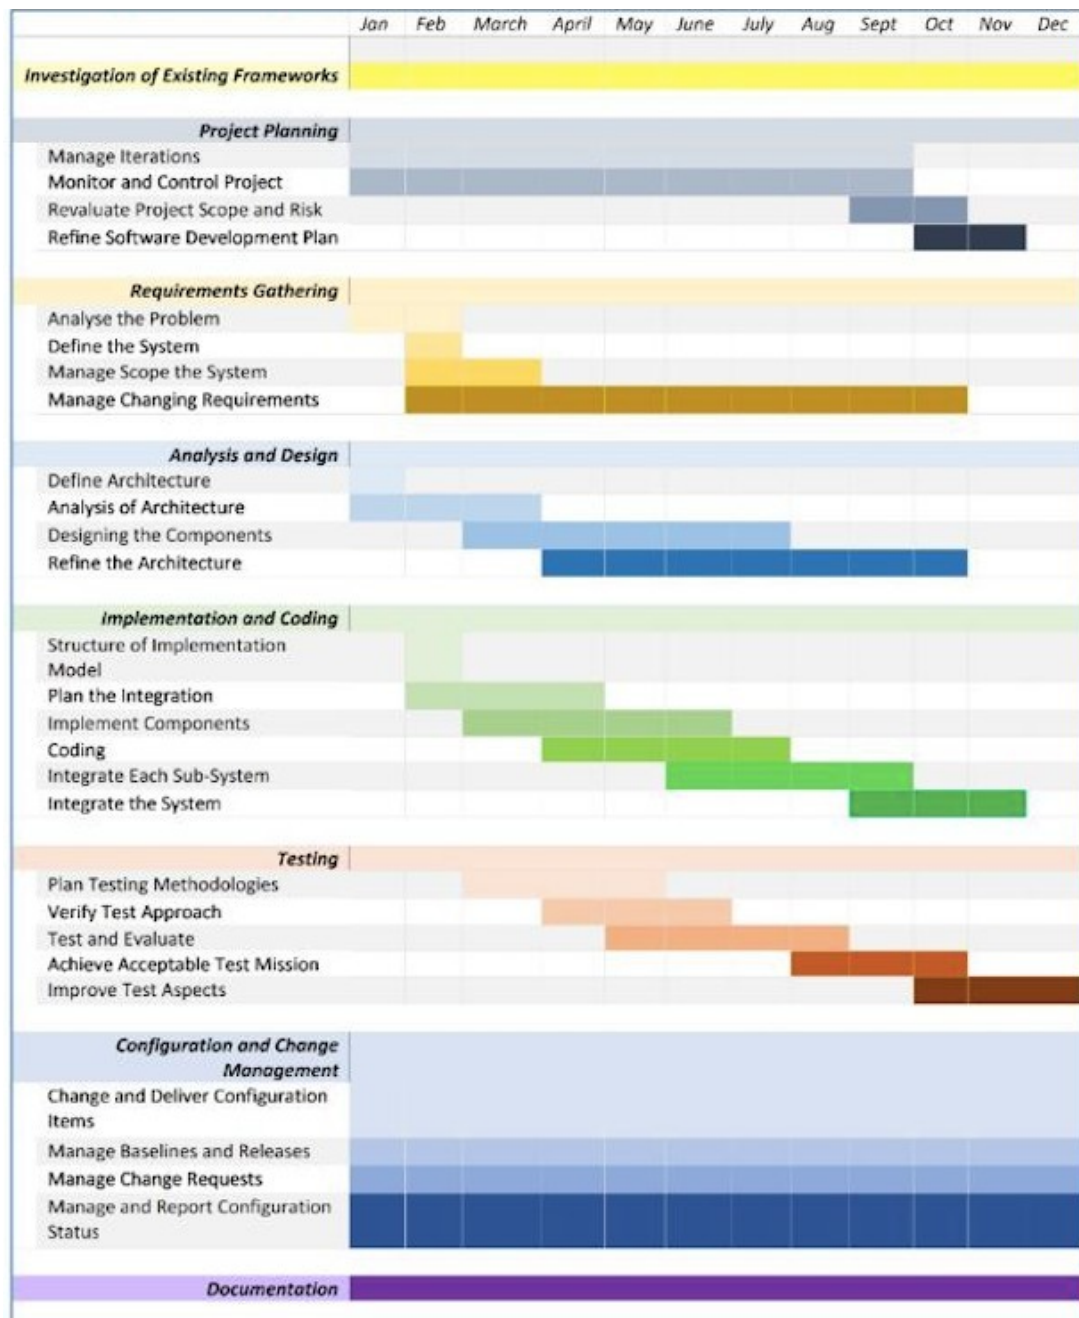 Jan Feb March April May June July Aug Sept Oct Nov Dec
Investigation of Existing Frameworks
Project Planning
Manage Iterations
Monitor and Control Project
Revaluate Project Scope and Risk
Refine Software Development Plan
Requirements Gathering
Analyse the Problem
Define the System
Manage Scope the System
Manage Changing Requirements
Analysis and Design
Define Architecture
Analysis of Architecture
Designing the Components
Refine the Architecture
Implementation and Coding
Structure of Implementation
Model
Plan the Integration
Implement Components
Coding
Integrate Each Sub-System
Integrate the System
Testing
Plan Testing Methodologies
Verify Test Approach
Test and Evaluate
Achieve Acceptable Test Mission
Improve Test Aspects
Configuration and Change
Management
Change and Deliver Configuration
Items
Manage Baselines and Releases
Manage Change Requests
Manage and Report Configuration
Status
Documentation